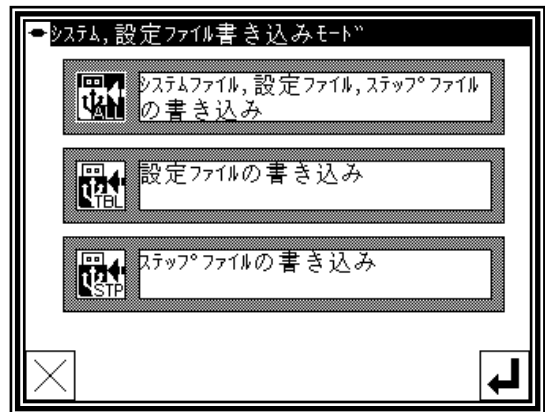 ｼｽﾃﾑ,設定ﾌｧｲﾙ書き込みﾓｰﾄﾞ
ALL
ｼｽﾃﾑﾌｧｲﾙ,設定ﾌｧｲﾙ,ｽﾃｯﾌﾟﾌｧｲﾙ
の書き込み
TBL
設定ﾌｧｲﾙの書き込み
STP
ｽﾃｯﾌﾟﾌｧｲﾙの書き込み